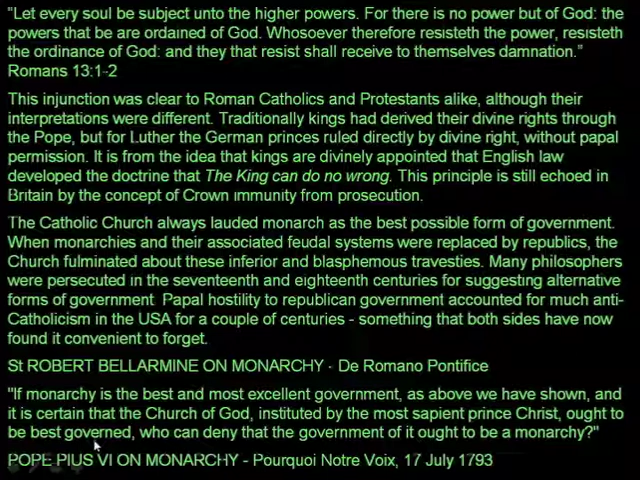 "Let every soul be subject unto the higher powers. For there is no power but of God: the
powers that be are ordained of God. Whosoever therefore resisteth the power, resisteth
the ordinance of God: and they that resist shall receive to themselves damnation."
Romans 13:1-2
This injunction was clear to Roman Catholics and Protestants alike, although their
interpretations were different. Traditionally kings had derived their divine rights through
the Pope, but for Luther the German princes ruled directly by divine right, without papal
permission. It is from the idea that kings are divinely appointed that English law
developed the doctrine that The King can do no wrong. This principle is still echoed in
Britain by the concept of Crown immunity from prosecution.
The Catholic Church always lauded monarch as the best possible form of government.
When monarchies and their associated feudal systems were replaced by republics, the
Church fulminated about these inferior and blasphemous travesties. Many philosophers
were persecuted in the seventeenth and eighteenth centuries for suggesting alternative
forms of government Papal hostility to republican government accounted for much anti-
Catholicism in the USA for a couple of centuries - something that both sides have now
found it convenient to forget.
St ROBERT BELLARMINE ON MONARCHY - De Romano Pontifice
"If monarchy is the best and most excellent government, as above we have shown, and
it is certain that the Church of God, instituted by the most sapient prince Christ, ought to
be best governed, who can deny that the government of it ought to be a monarchy?"
POPE PIUS VI ON MONARCHY - Pourquoi Notre Voix, 17 July 1793